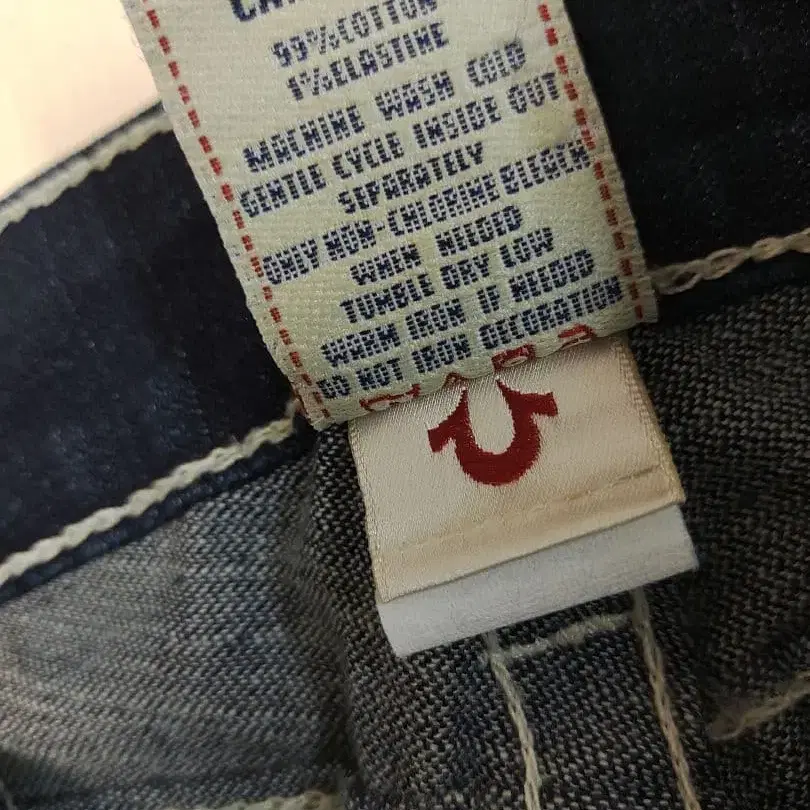 99%COTTON
1%ELASTINE
MACHINE WASH COLD
GENTLE CYCLE INSIDE OUT
SEPARATELY
ONLY NON-CHLORINE BLEECH
WHEN NEEDED
TUMBLE DRY LOW
WARM IRON IF NEEDED
DO NOT IRON DECORATION